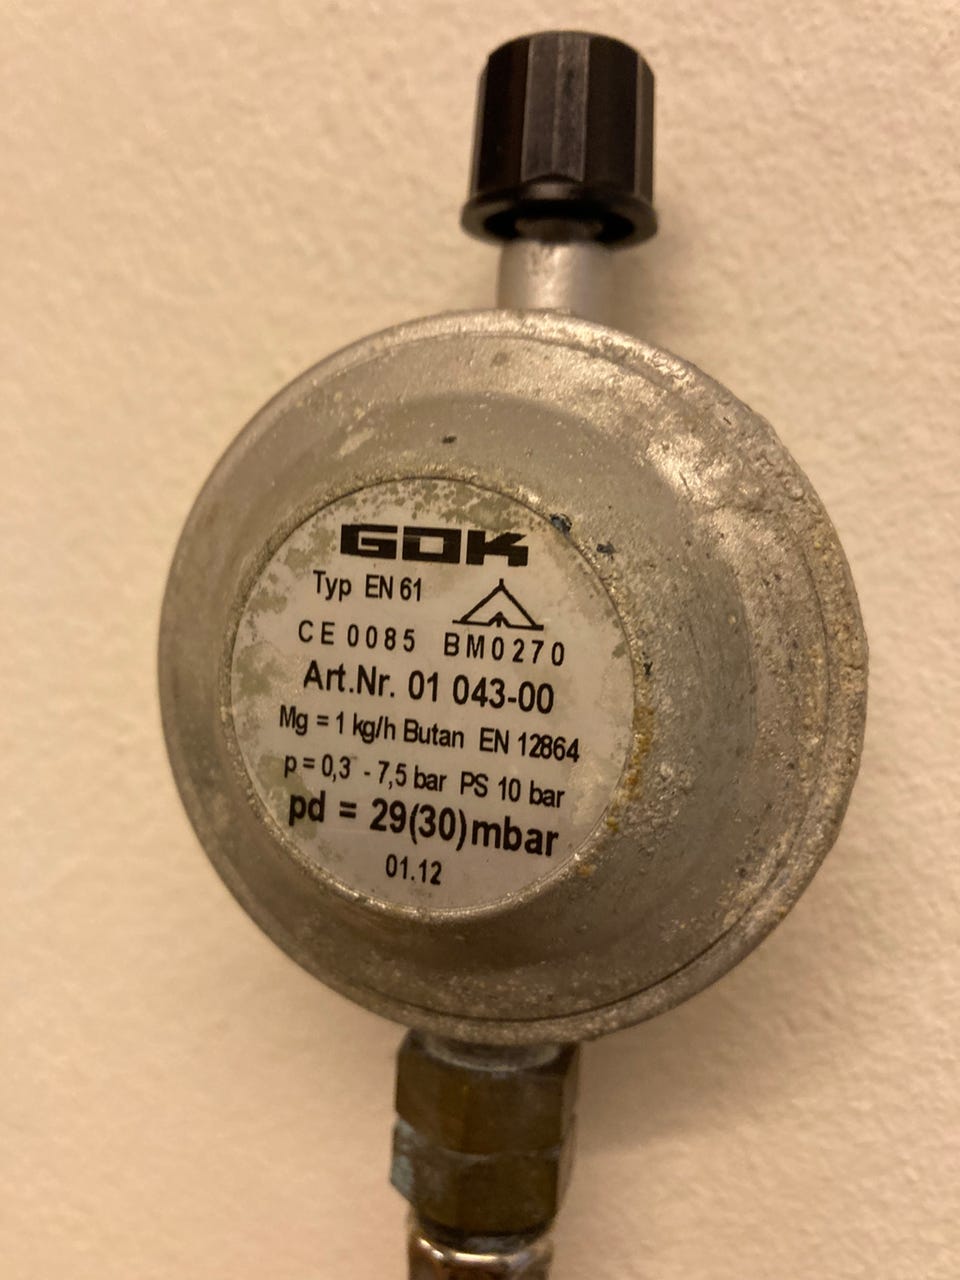 GOK
Typ EN 61
CE 0085 BM0270
Art.Nr. 01 043-00
Mg = 1 kg/h Butan EN 12864
p = 0,3 - 7,5 bar PS 10 bar
pd = 29(30)mbar
01.12